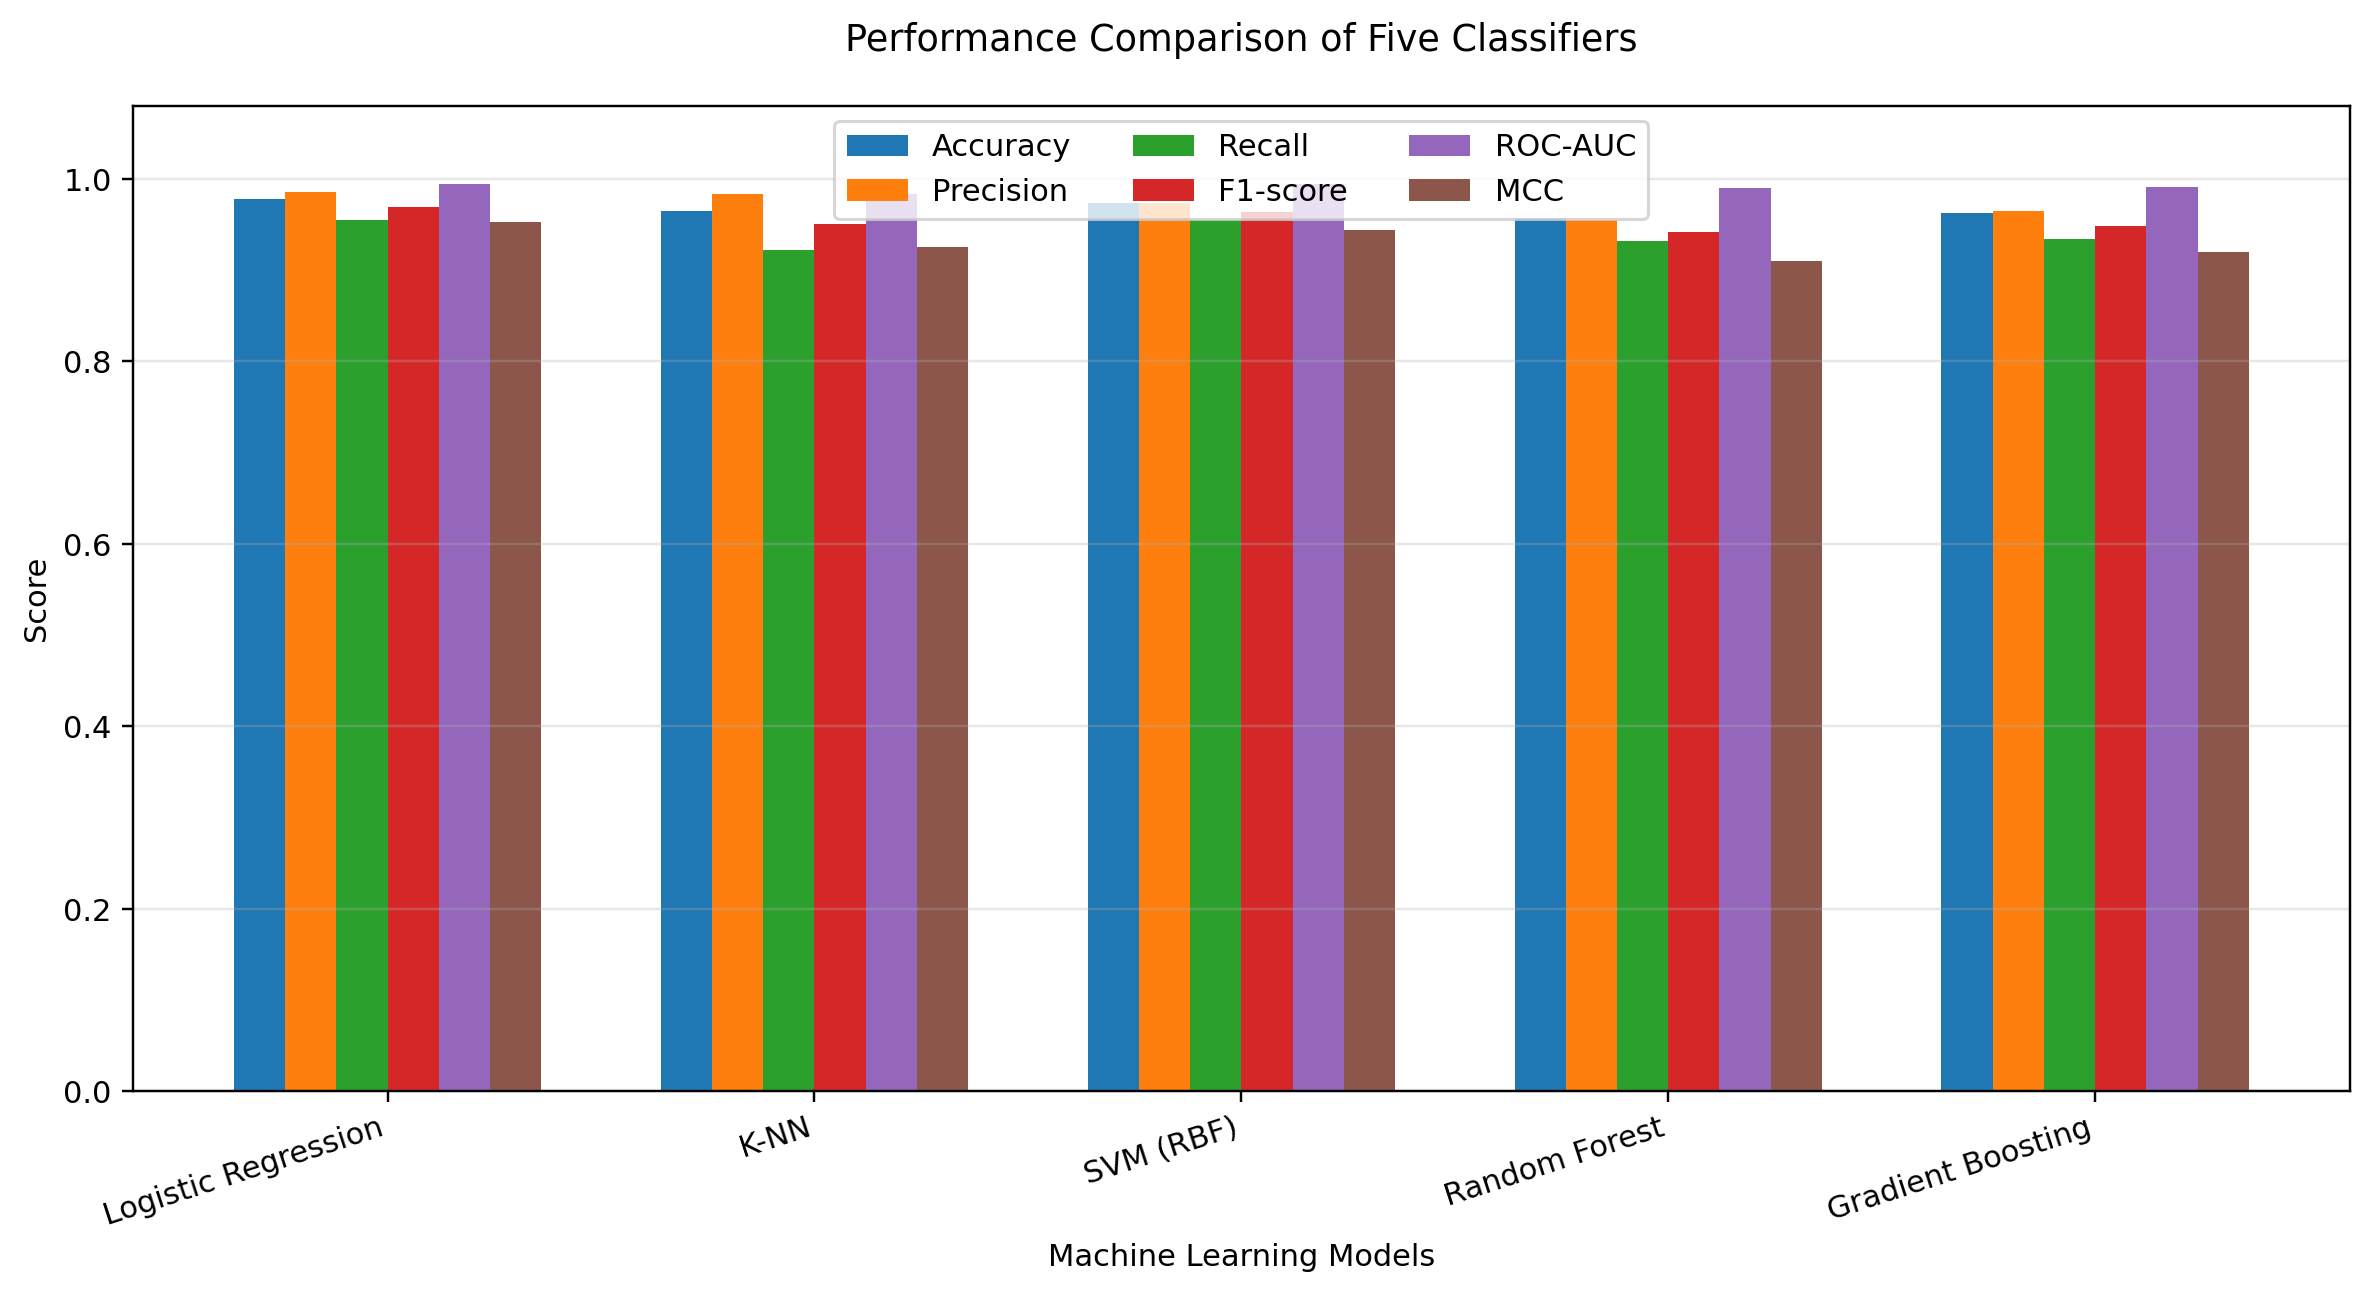 Performance Comparison of Five Classifiers
Accuracy Recall ROC-AUC
Precision F1-score MCC
1.0
0.8
0.6
0.4
0.2
0.0
Score
Logistic Regression
K-NN
SVM (RBF)
Random Forest
Gradient Boosting
Machine Learning Models